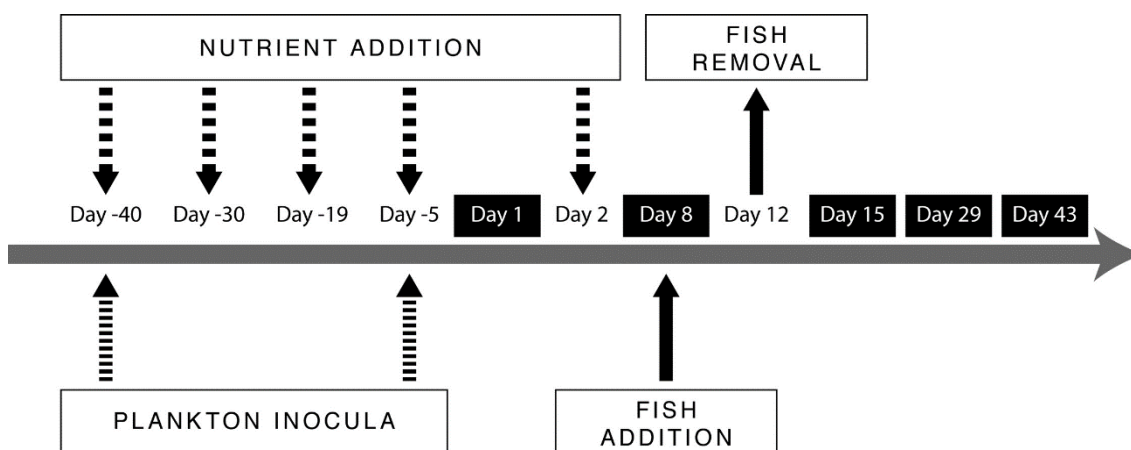 NUTRIENT ADDITION
FISH
REMOVAL
Day -40 Day -30 Day -19 Day -5 Day 1 Day 2 Day 8 Day 12 Day 15 Day 29 Day 43
PLANKTON INOCULA
FISH
ADDITION